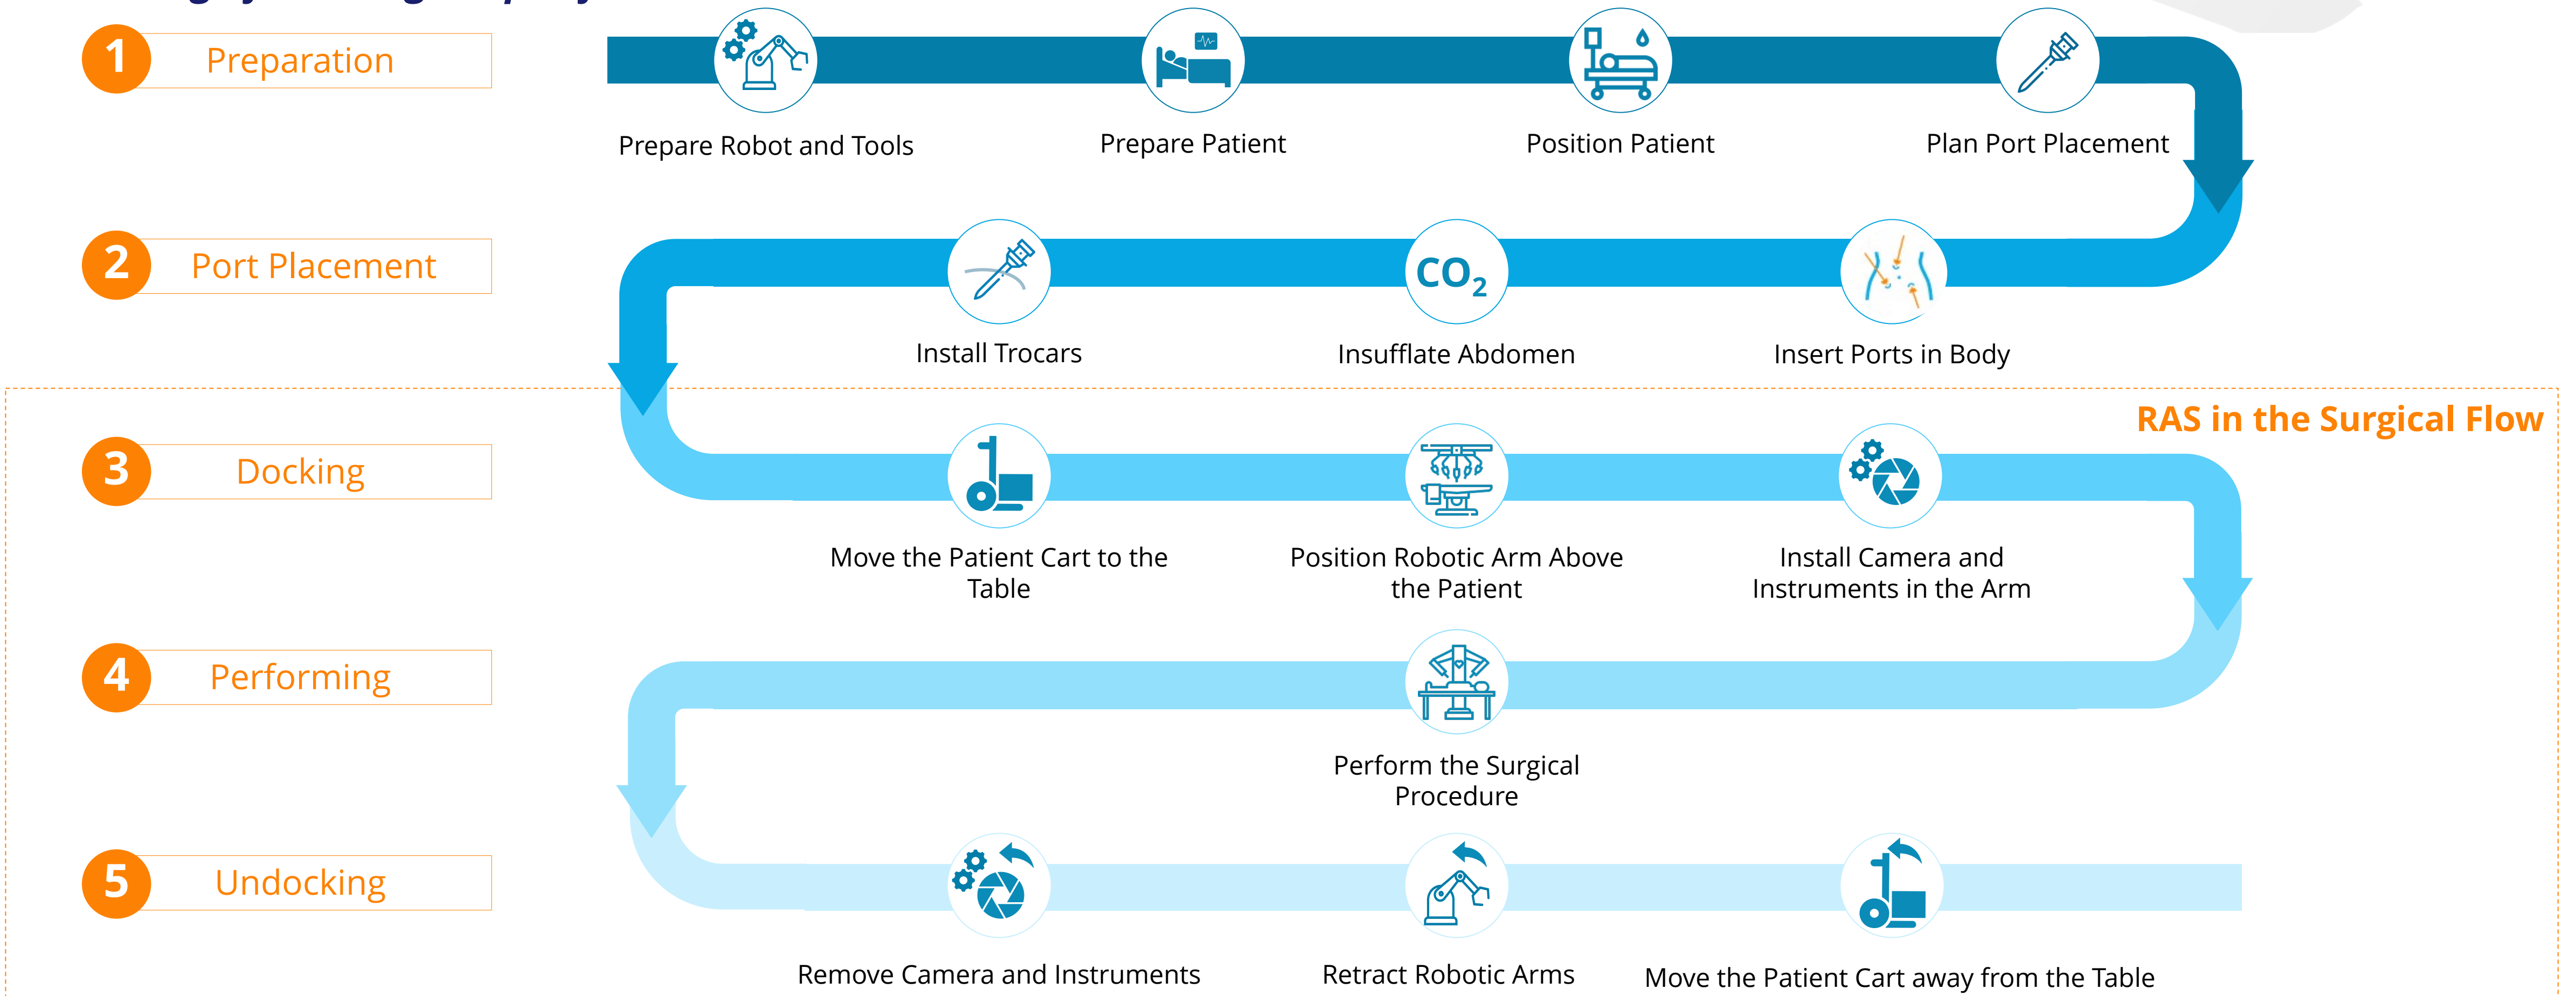 1
Preparation
Prepare Robot and Tools
Prepare Patient
Position Patient
Plan Port Placement
2
Port Placement
CO₂
Install Trocars
Insufflate Abdomen
Insert Ports in Body
RAS in the Surgical Flow
3
Docking
Move the Patient Cart to the
Table
Position Robotic Arm Above
the Patient
Install Camera and
Instruments in the Arm
4
Performing
Perform the Surgical
Procedure
5
Undocking
Remove Camera and Instruments
Retract Robotic Arms
Move the Patient Cart away from the Table